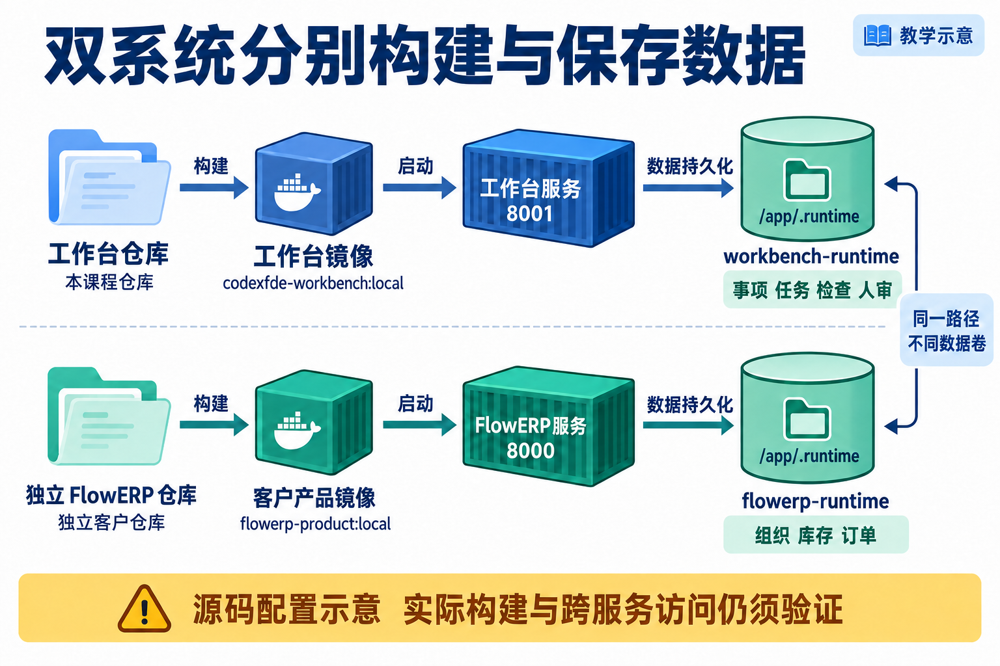 双系统分别构建与保存数据
教学示意
构建
启动
数据持久化
工作台服务
8001
/app/.runtime
工作台仓库
本课程仓库
工作台镜像
codexfde-workbench:local
workbench-runtime
事项 任务 检查 人审
同一路径
不同数据卷
构建
启动
数据持久化
FlowERP服务
8000
/app/.runtime
独立 FlowERP 仓库
独立客户仓库
客户产品镜像
flowerp-product:local
flowerp-runtime
组织 库存 订单
源码配置示意 实际构建与跨服务访问仍须验证